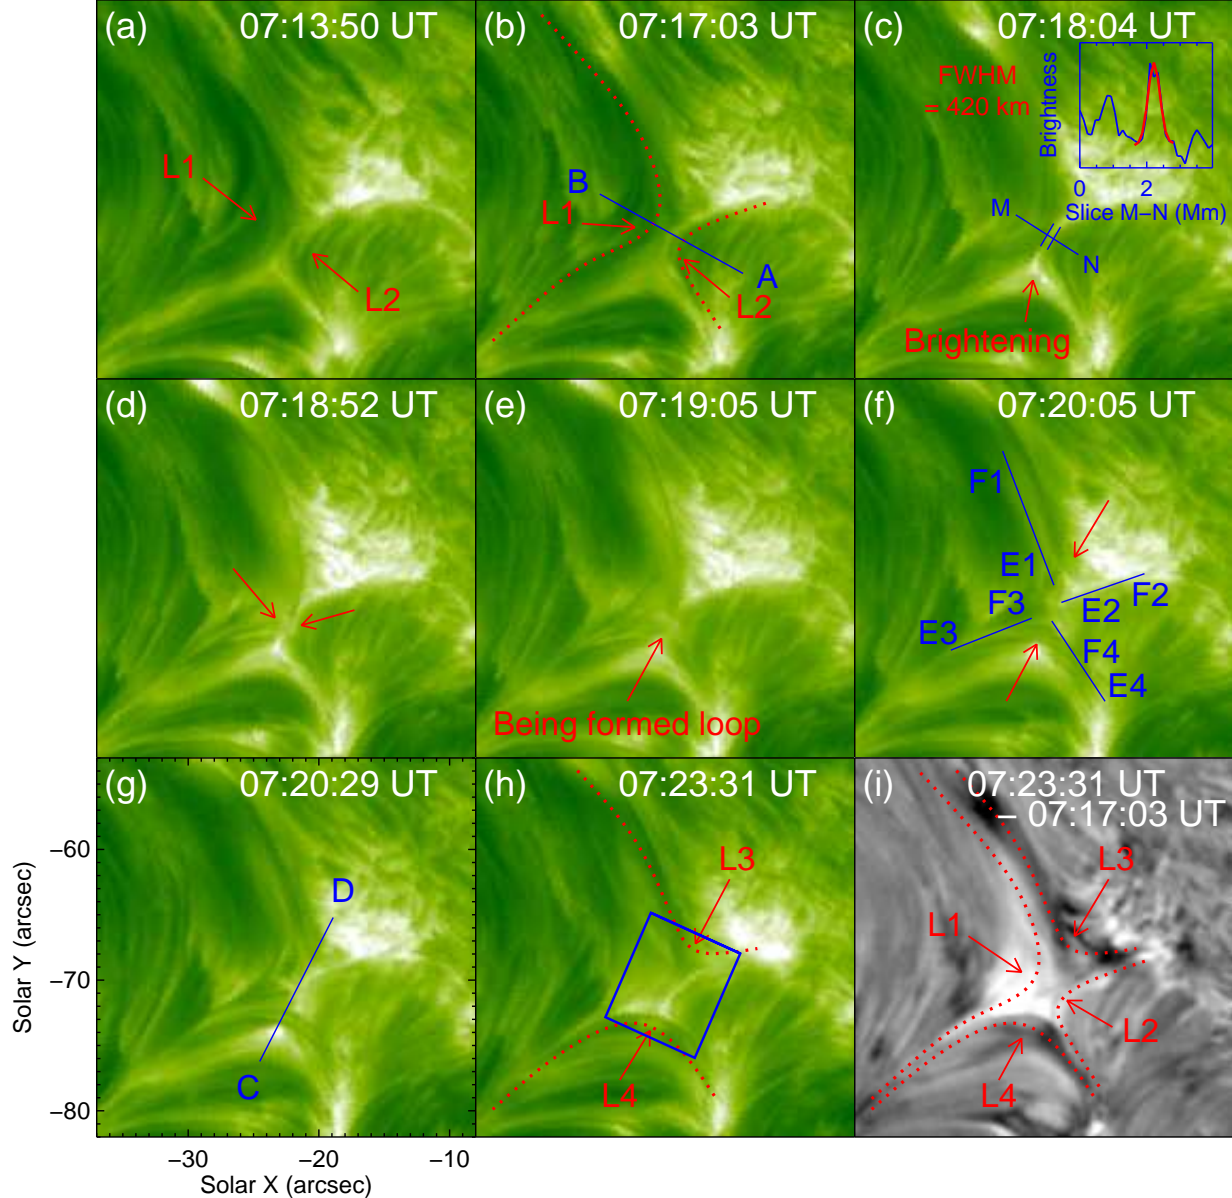 (a) 07:13:50 UT
L1
L2
(b) 07:17:03 UT
B
L1
A
L2
(c) 07:18:04 UT
FWHM
= 420 km
Brightness
0 2
Slice M−N (Mm)
M
N
Brightening
(d) 07:18:52 UT
(e) 07:19:05 UT
Being formed loop
(f) 07:20:05 UT
F1
E1
F3 E2 F2
E3
F4
E4
(g) 07:20:29 UT
D
C
−60
−70
−80
Solar Y (arcsec)
−30 −20 −10
Solar X (arcsec)
(h) 07:23:31 UT
L3
L4
(i) 07:23:31 UT
− 07:17:03 UT
L3
L1
L2
L4